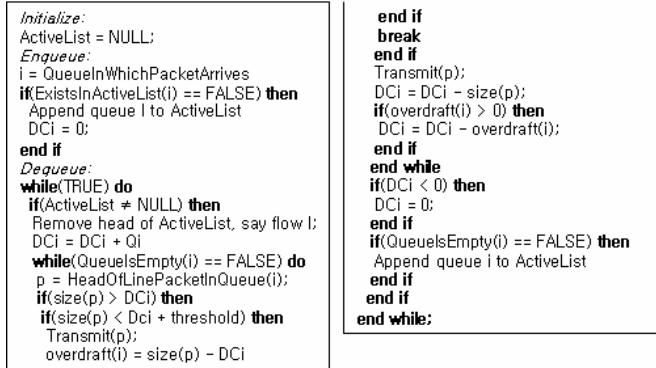 Initialize:
ActiveList = NULL;
Enqueue:
i = QueueInWhichPacketArrives
if(ExistsInActiveList(i) == FALSE) then
Append queue I to ActiveList
DCi = 0;
end if
Dequeue:
while(TRUE) do
if(ActiveList ≠ NULL) then
Remove head of ActiveList, say flow I;
DCi = DCi + Qi
while(QueueIsEmpty(i) == FALSE) do
p = HeadOfLinePacketInQueue(i);
if(size(p) > DCi) then
if(size(p) < Dci + threshold) then
Transmit(p);
overdraft(i) = size(p) - DCi
end if
break
end if
Transmit(p);
DCi = DCi - size(p);
if(overdraft(i) > 0) then
DCi = DCi - overdraft(i);
end if
end while
if(DCi < 0) then
DCi = 0;
end if
if(QueueIsEmpty(i) == FALSE) then
Append queue i to ActiveList
end if
end if
end while;